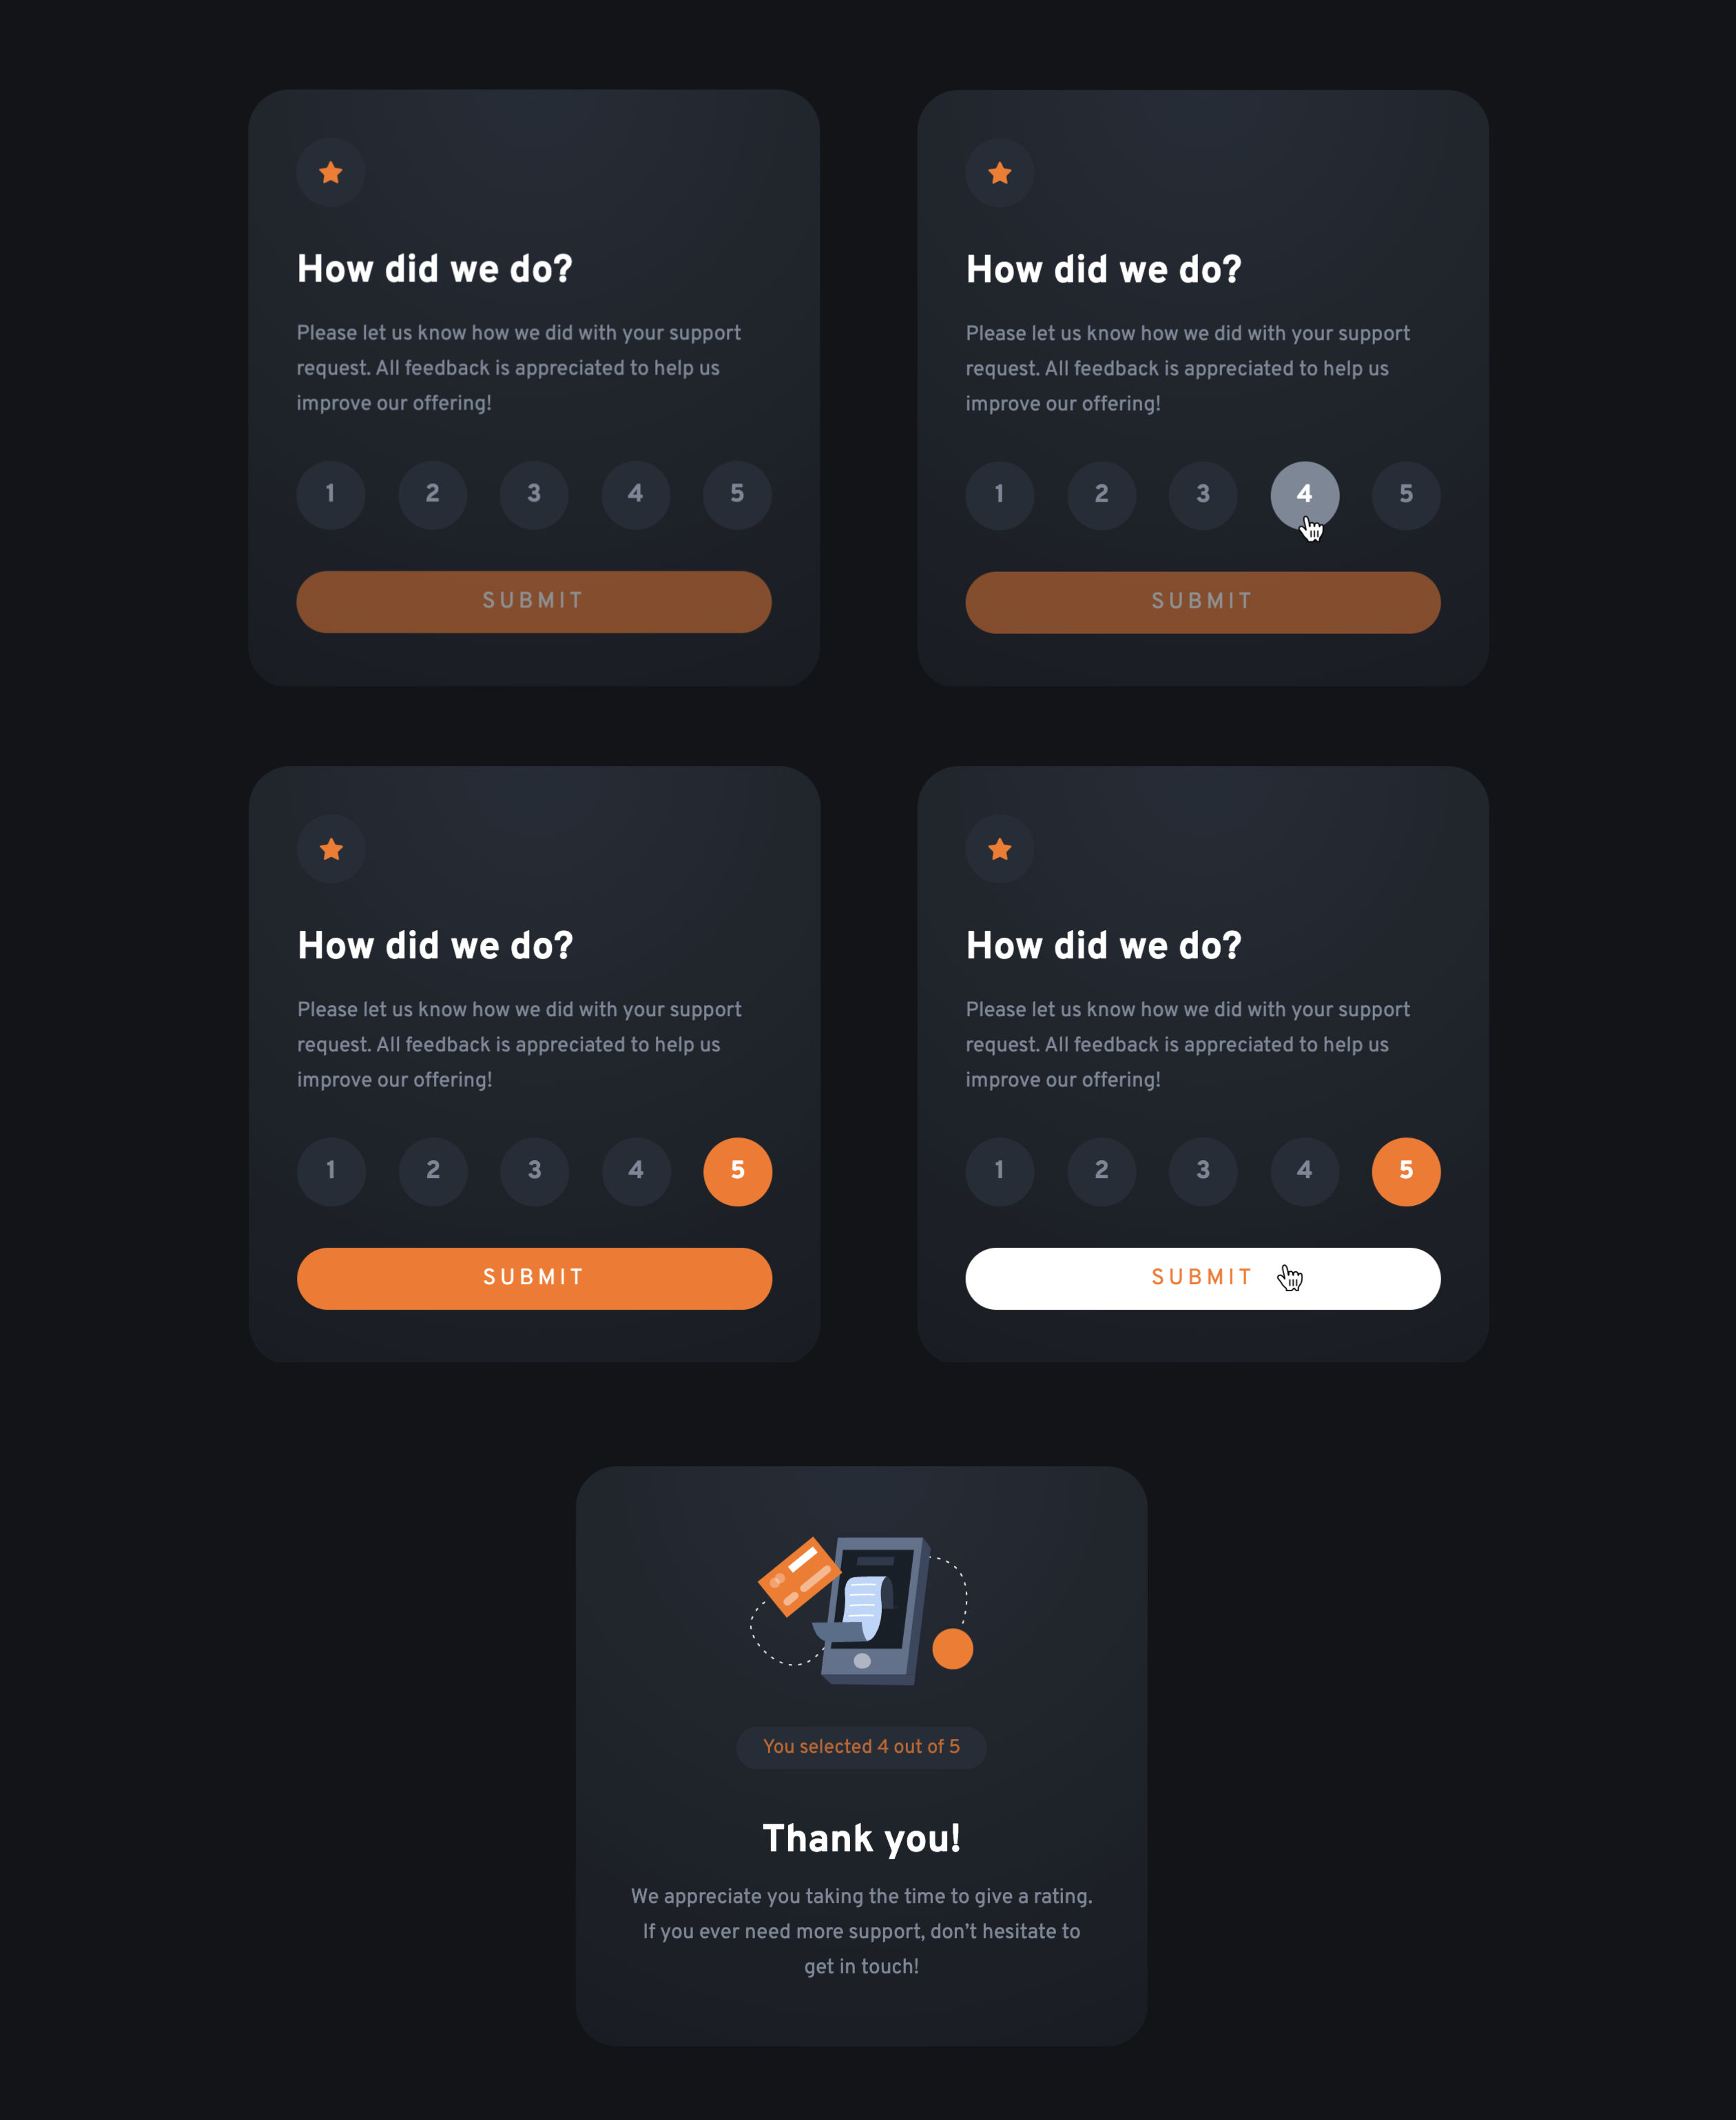 How did we do?
Please let us know how we did with your support
request. All feedback is appreciated to help us
improve our offering!
1 2 3 4 5
SUBMIT
How did we do?
Please let us know how we did with your support
request. All feedback is appreciated to help us
improve our offering!
1 2 3 4 5
SUBMIT
How did we do?
Please let us know how we did with your support
request. All feedback is appreciated to help us
improve our offering!
1 2 3 4 5
SUBMIT
How did we do?
Please let us know how we did with your support
request. All feedback is appreciated to help us
improve our offering!
1 2 3 4 5
SUBMIT
You selected 4 out of 5
Thank you!
We appreciate you taking the time to give a rating.
If you ever need more support, don’t hesitate to
get in touch!